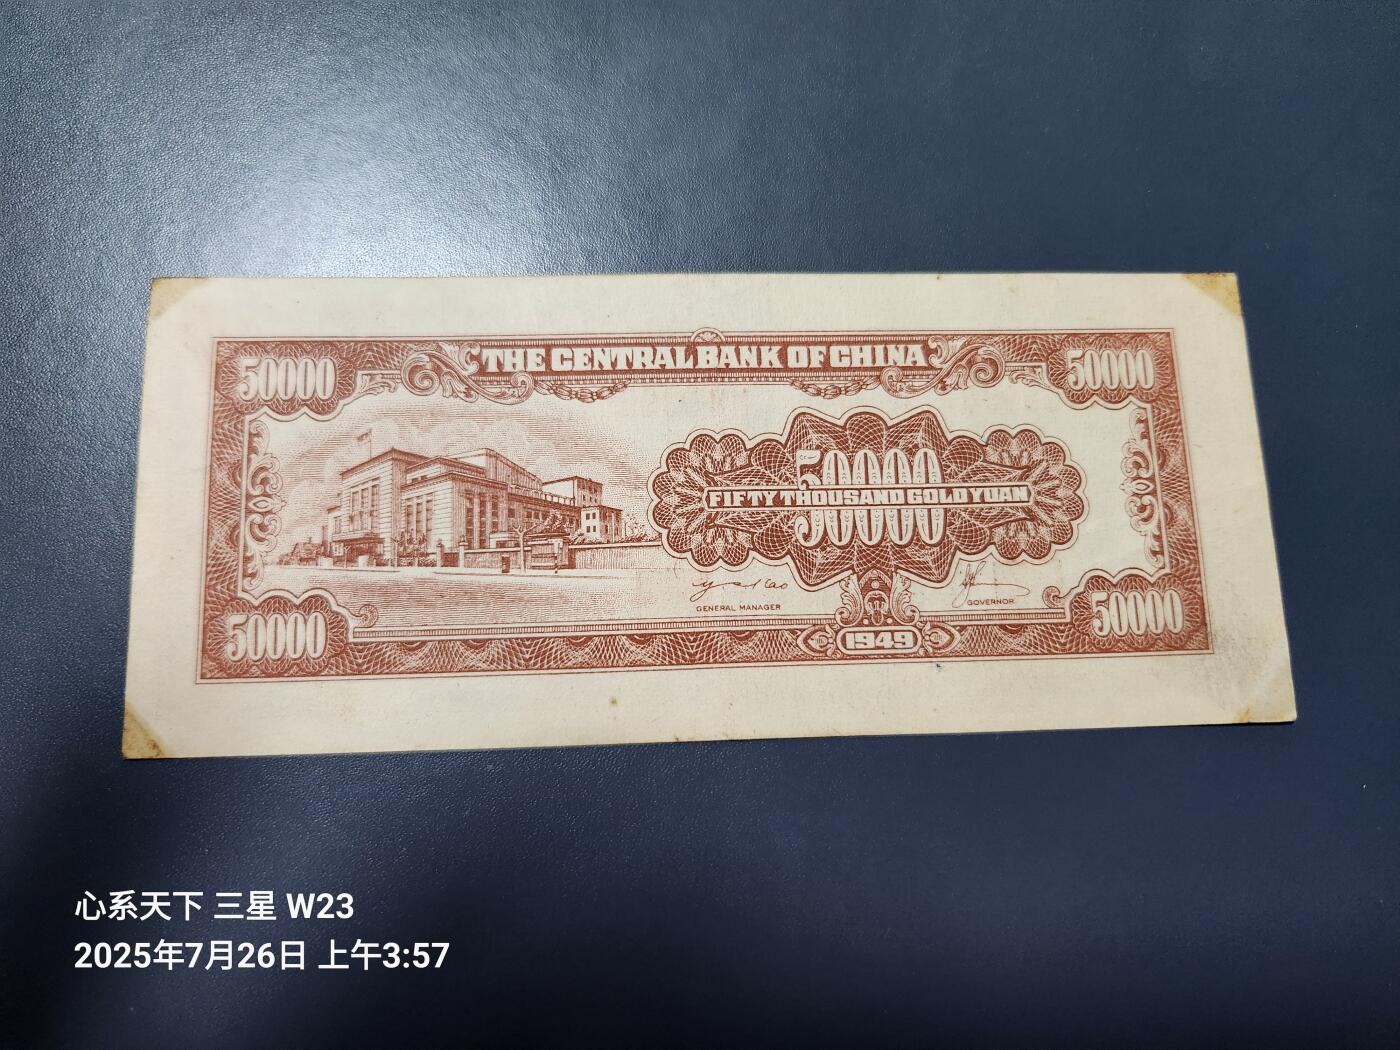 THE CENTRAL BANK OF CHINA
50000
50000
50000
FIFTY THOUSAND GOLD YUAN
GENERAL MANAGER
GOVERNOR
50000
1949
50000
心系天下 三星 W23
2025年7月26日 上午3:57